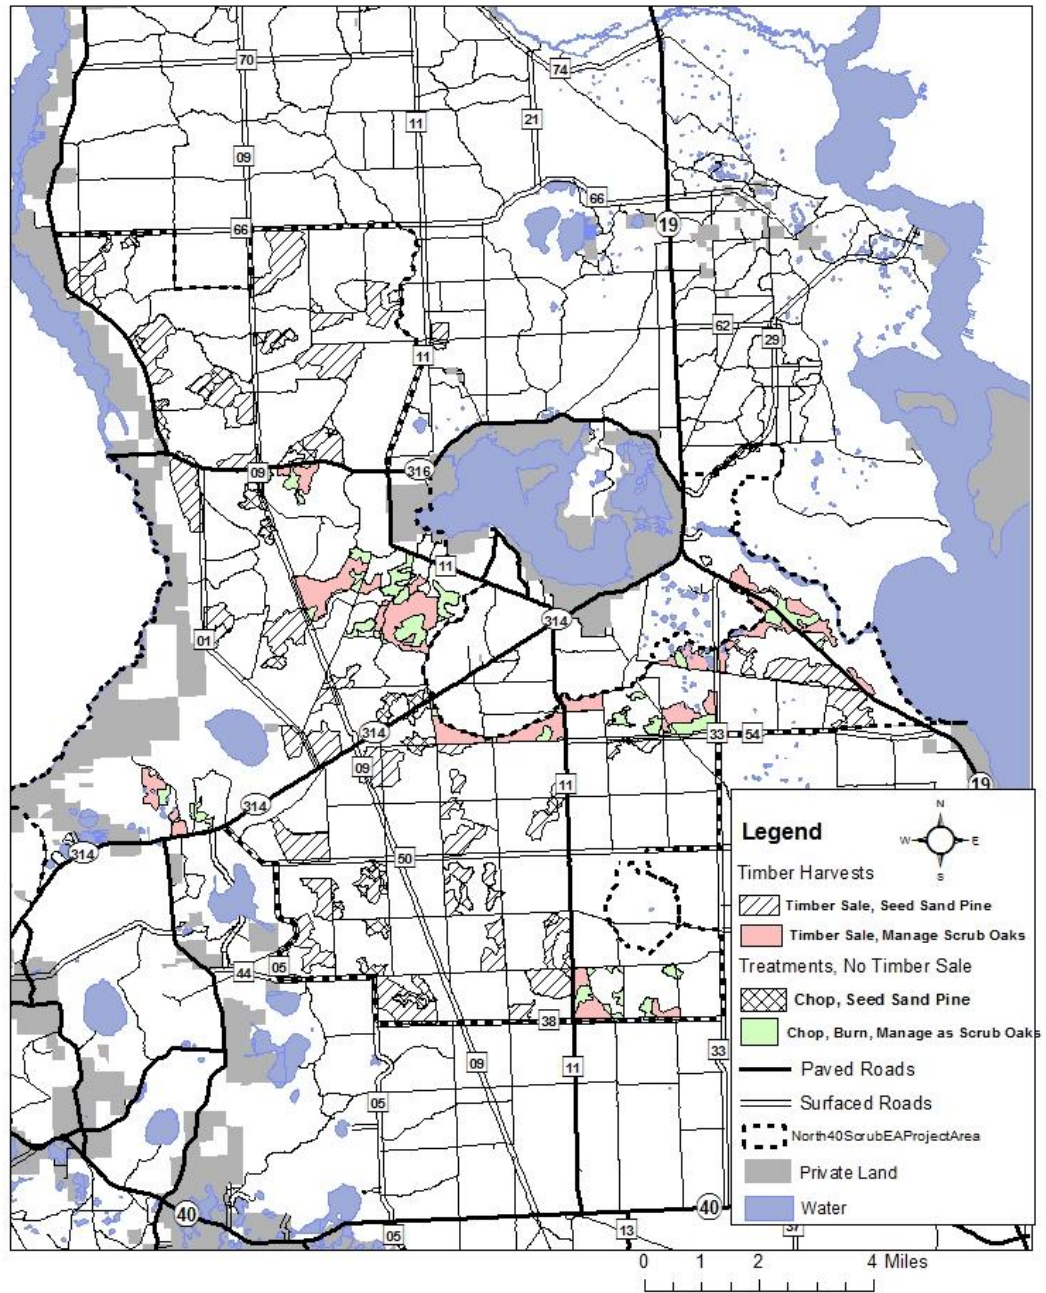 70
74
11
21
09
66
19
66
62
29
11
316
09
11
314
01
314
33 54
09
11
19
314
314
50
44
05
38
33
09
11
05
40
40
05
13
37
Legend
N
W E
S
Timber Harvests
Timber Sale, Seed Sand Pine
Timber Sale, Manage Scrub Oaks
Treatments, No Timber Sale
Chop, Seed Sand Pine
Chop, Burn, Manage as Scrub Oaks
Paved Roads
Surfaced Roads
North40ScrubEAProjectArea
Private Land
Water
0 1 2 4 Miles